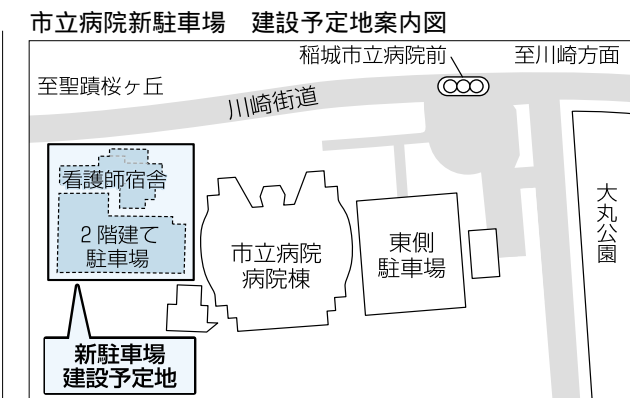 市立病院新駐車場　建設予定地案内図
稲城市立病院前
至川崎方面
至聖蹟桜ヶ丘
川崎街道
看護師宿舎
2階建て
駐車場
市立病院
病院棟
東側
駐車場
大丸公園
新駐車場
建設予定地